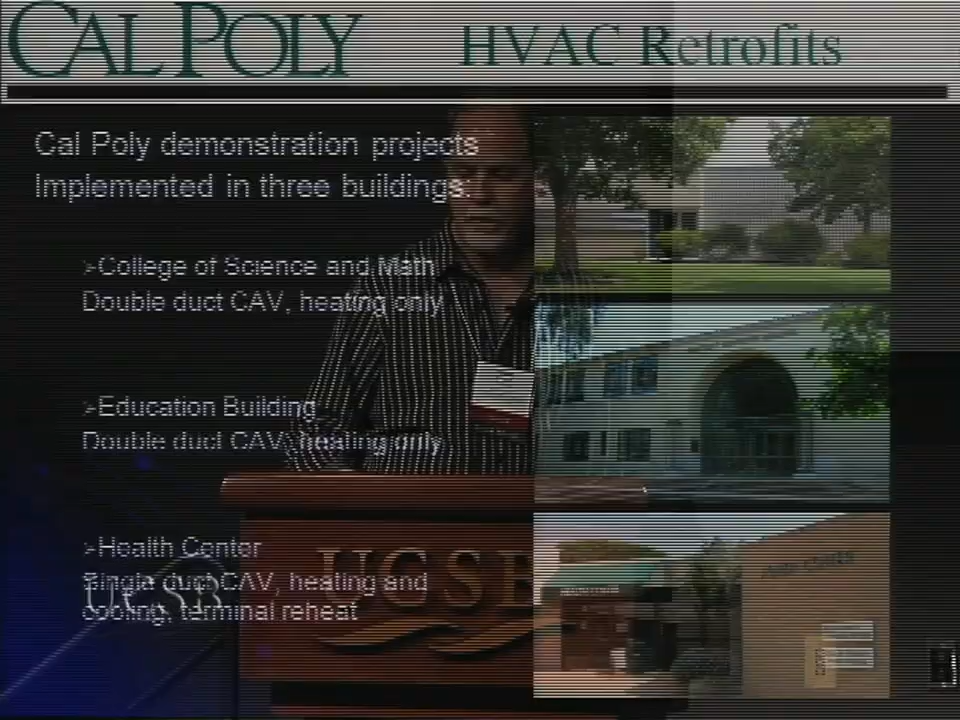 CAL POLY HVAC Retrofits
Cal Poly demonstration projects
Implemented in three buildings:
➢College of Science and Math
Double duct CAV, heating only
➢Education Building
Double duct CAV, heating only
➢Health Center
Single duct CAV, heating and
cooling, terminal reheat
UCSB
UCSB